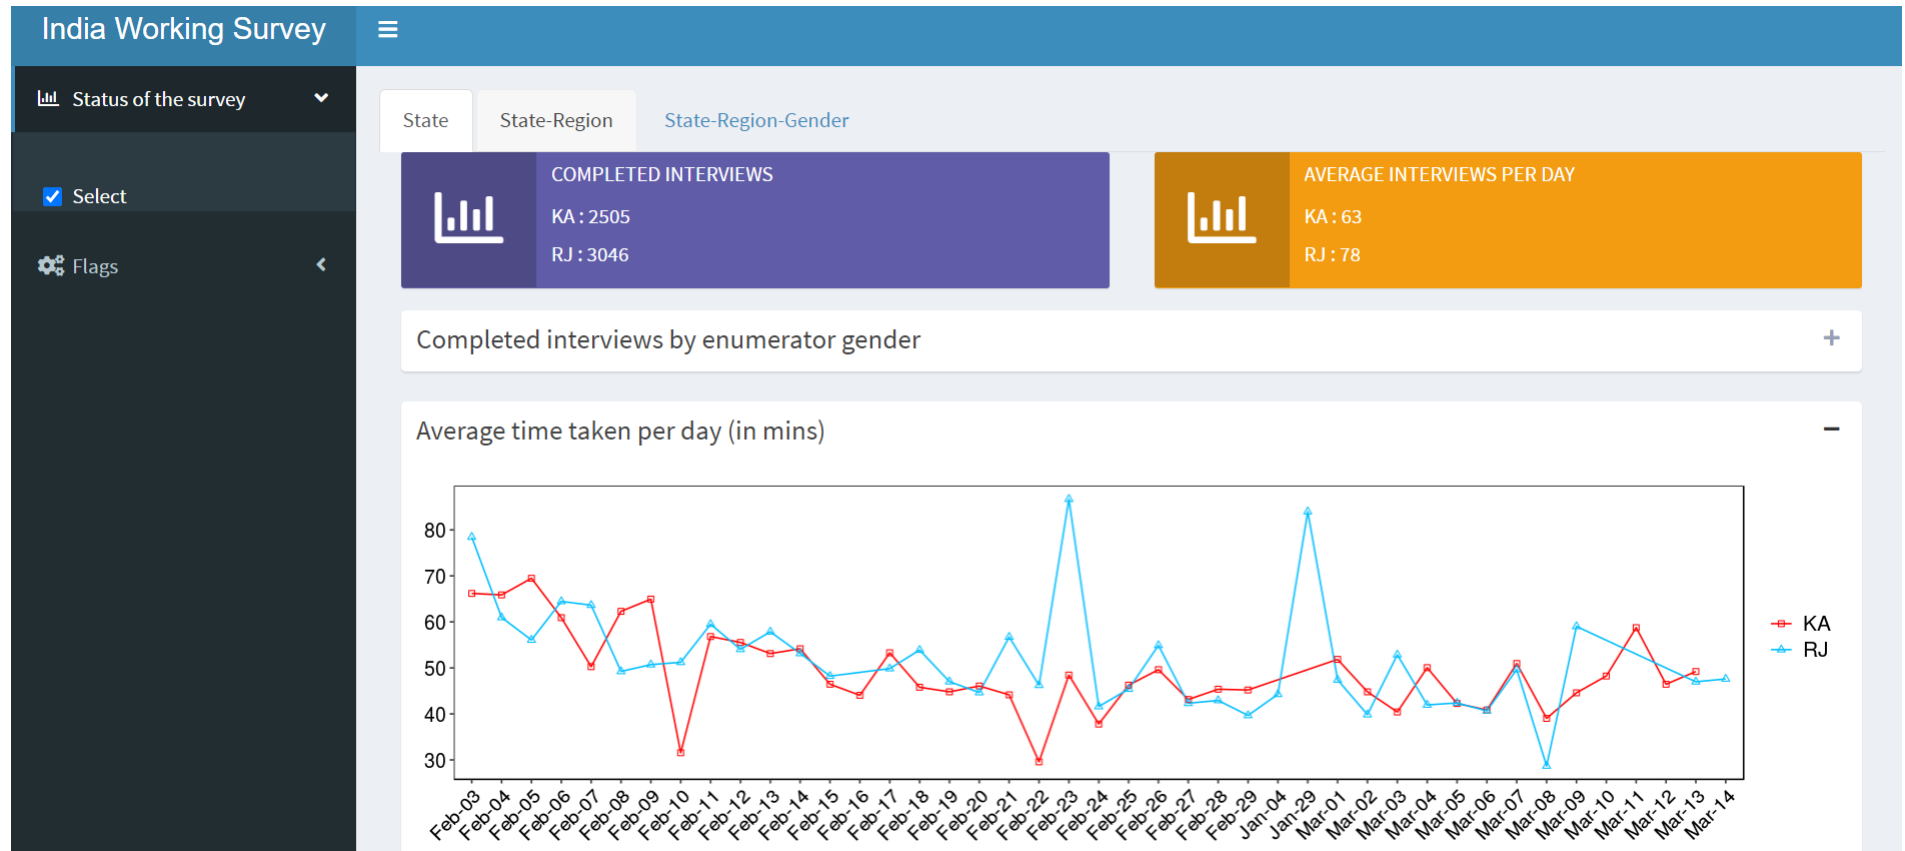 India Working Survey
Status of the survey
Select
Flags
State State-Region State-Region-Gender
COMPLETED INTERVIEWS
KA : 2505
RJ : 3046
AVERAGE INTERVIEWS PER DAY
KA : 63
RJ : 78
Completed interviews by enumerator gender
Average time taken per day (in mins)
80
70
60
50
40
30
KA
RJ
Feb-03 Feb-04 Feb-05 Feb-06 Feb-07 Feb-08 Feb-09 Feb-10 Feb-11 Feb-12 Feb-13 Feb-14 Feb-15 Feb-16 Feb-17 Feb-18 Feb-19 Feb-20 Feb-21 Feb-22 Feb-23 Feb-24 Feb-25 Feb-26 Feb-27 Feb-28 Feb-29 Jan-04 Jan-29 Mar-01 Mar-02 Mar-03 Mar-04 Mar-05 Mar-06 Mar-07 Mar-08 Mar-09 Mar-10 Mar-11 Mar-12 Mar-13 Mar-14